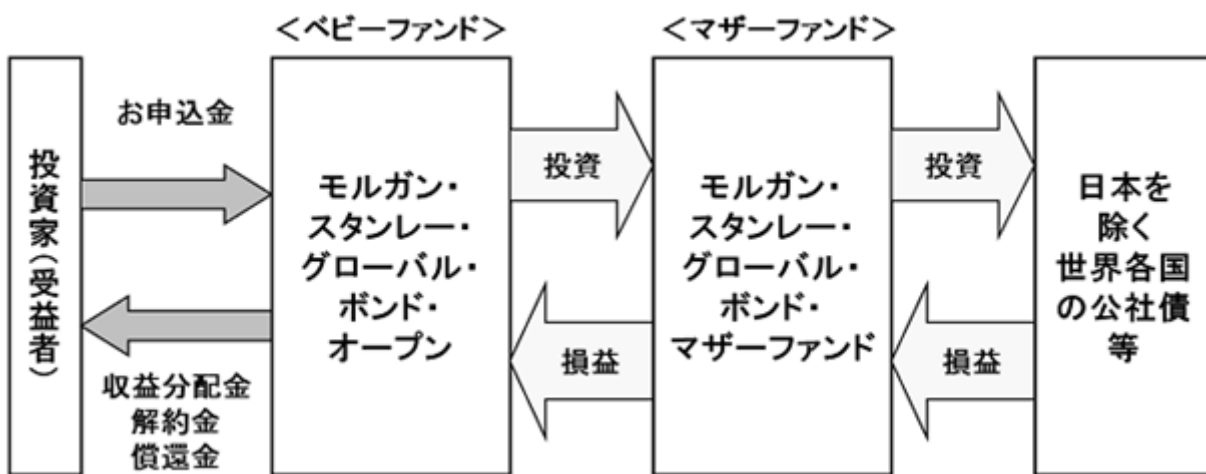 ＜ベビーファンド＞
＜マザーファンド＞
投資家（受益者）
お申込金
収益分配金
解約金
償還金
モルガン・
スタンレー・
グローバル・
ボンド・
オープン
投資
損益
モルガン・
スタンレー・
グローバル・
ボンド・
マザーファンド
投資
損益
日本を
除く
世界各国
の公社債
等